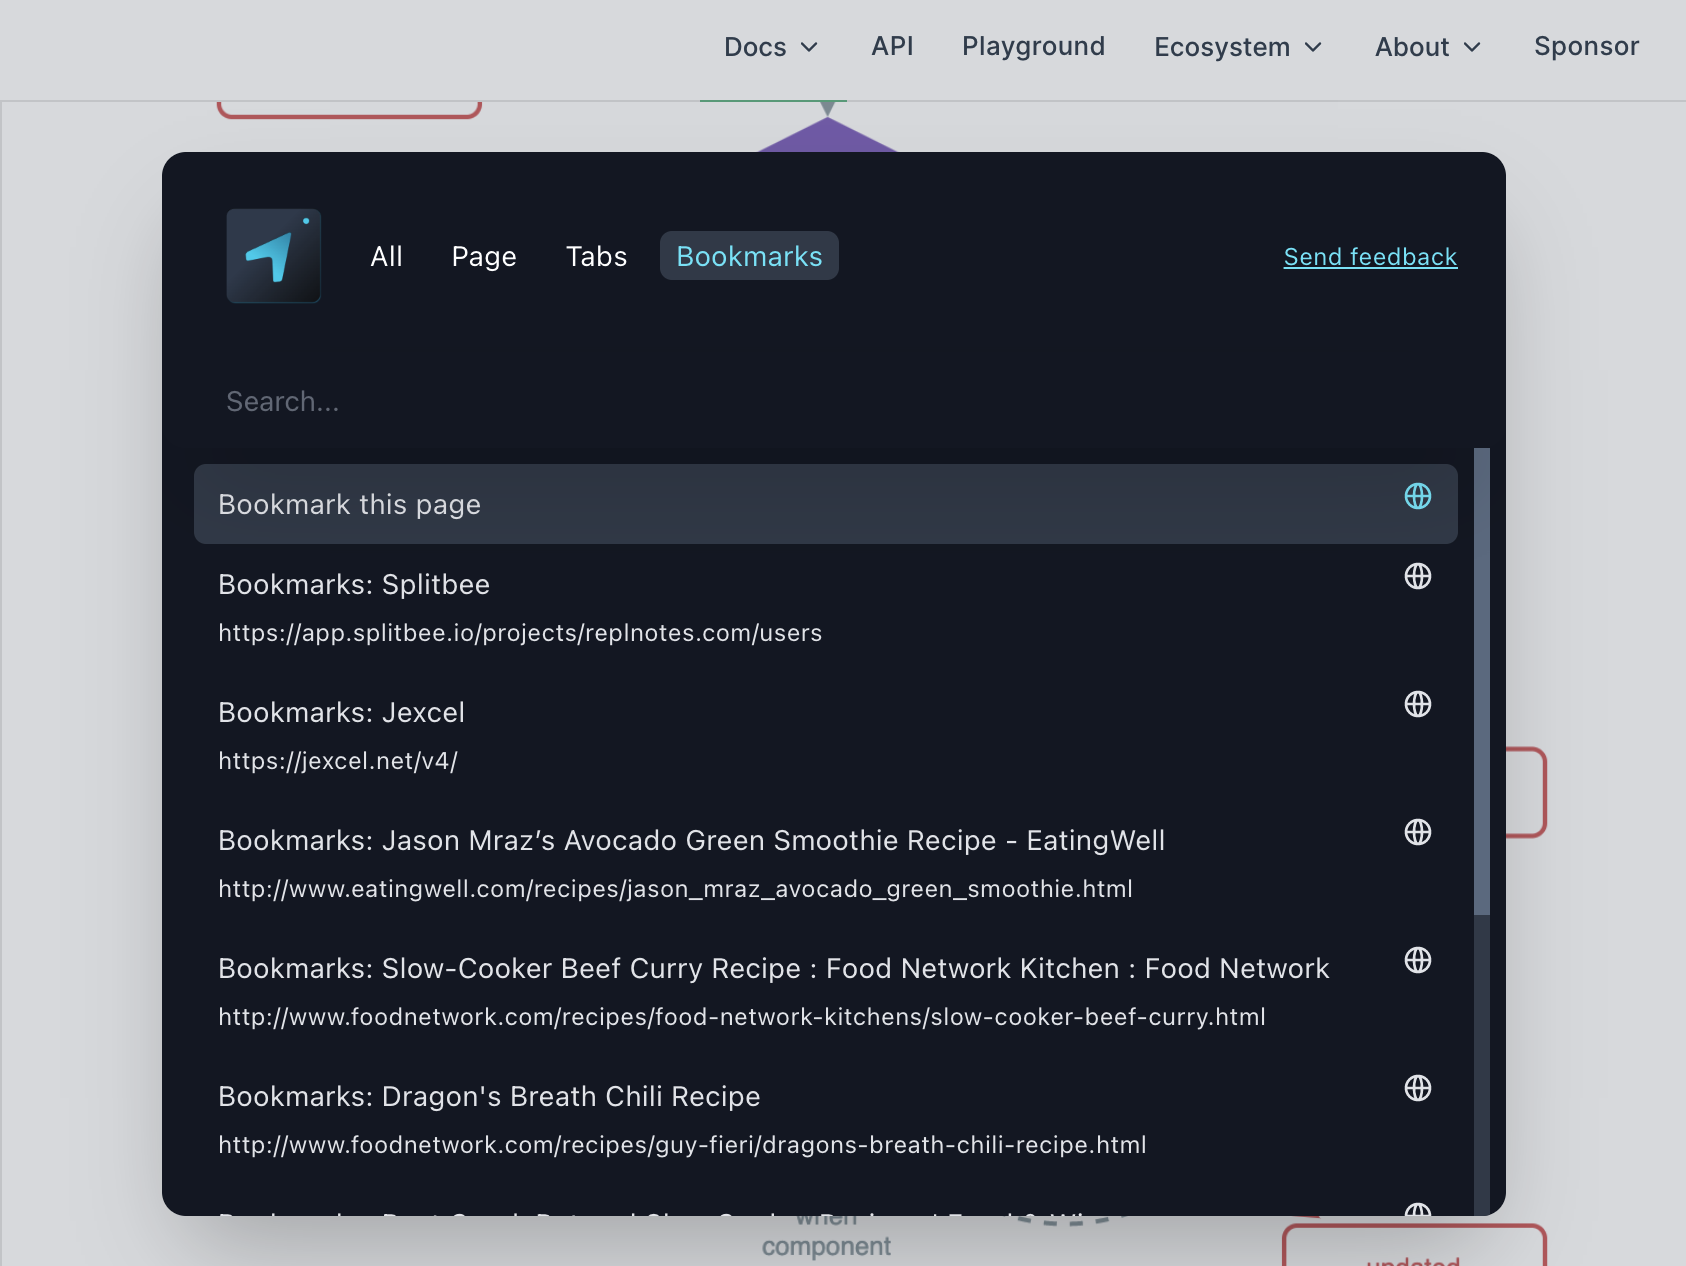 Docs API Playground Ecosystem About Sponsor
All Page Tabs Bookmarks Send feedback
Search...
Bookmark this page
Bookmarks: Splitbee
https://app.splitbee.io/projects/replnotes.com/users
Bookmarks: Jexcel
https://jexcel.net/v4/
Bookmarks: Jason Mraz’s Avocado Green Smoothie Recipe - EatingWell
http://www.eatingwell.com/recipes/jason_mraz_avocado_green_smoothie.html
Bookmarks: Slow-Cooker Beef Curry Recipe : Food Network Kitchen : Food Network
http://www.foodnetwork.com/recipes/food-network-kitchens/slow-cooker-beef-curry.html
Bookmarks: Dragon's Breath Chili Recipe
http://www.foodnetwork.com/recipes/guy-fieri/dragons-breath-chili-recipe.html
when
component
updated